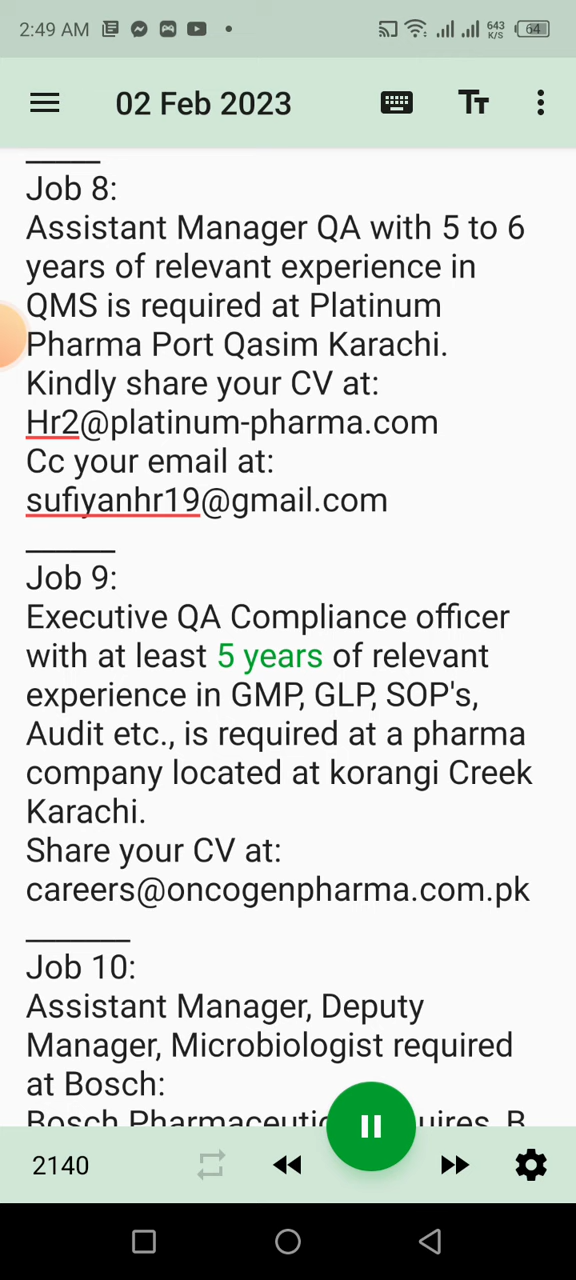 2:49 AM
643
K/S
64
02 Feb 2023
Job 8:
Assistant Manager QA with 5 to 6
years of relevant experience in
QMS is required at Platinum
Pharma Port Qasim Karachi.
Kindly share your CV at:
Hr2@platinum-pharma.com
Cc your email at:
sufiyanhr19@gmail.com
Job 9:
Executive QA Compliance officer
with at least 5 years of relevant
experience in GMP, GLP, SOP's,
Audit etc., is required at a pharma
company located at korangi Creek
Karachi.
Share your CV at:
careers@oncogenpharma.com.pk
Job 10:
Assistant Manager, Deputy
Manager, Microbiologist required
at Bosch:
Bosch
2140